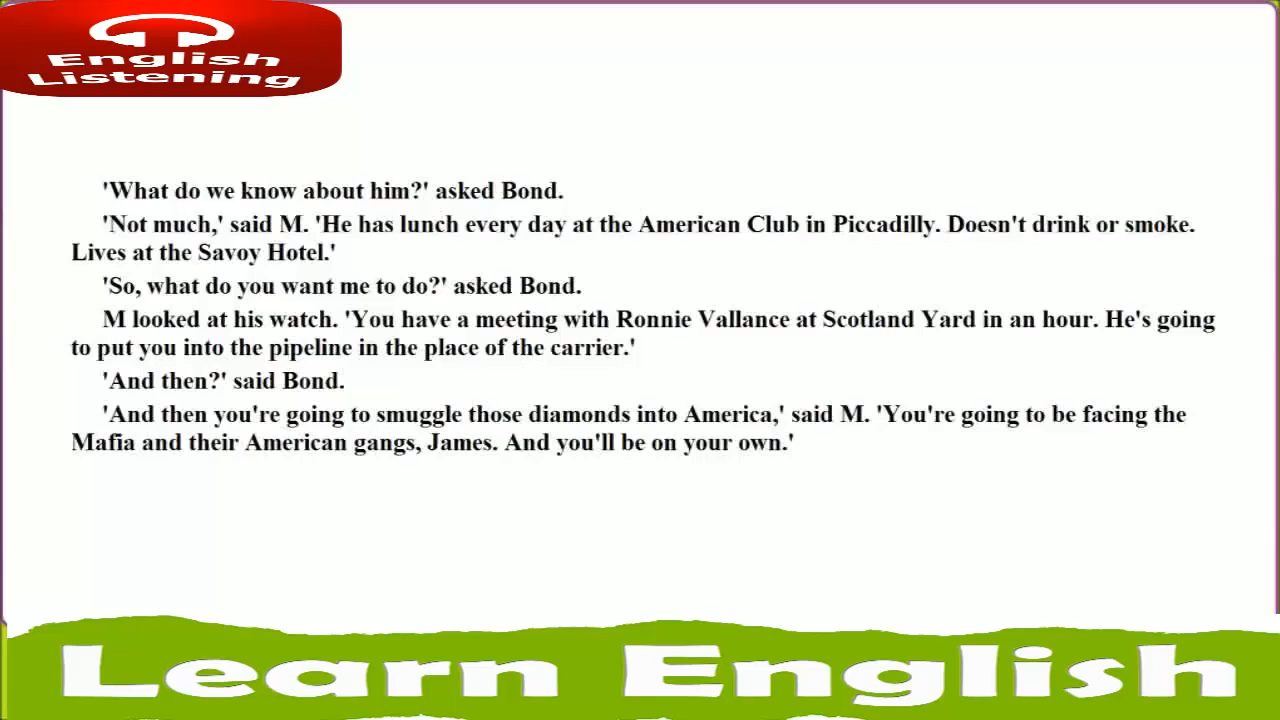 English
Listening
'What do we know about him?' asked Bond.
'Not much,' said M. 'He has lunch every day at the American Club in Piccadilly. Doesn't drink or smoke.
Lives at the Savoy Hotel.'
'So, what do you want me to do?' asked Bond.
M looked at his watch. 'You have a meeting with Ronnie Vallance at Scotland Yard in an hour. He's going
to put you into the pipeline in the place of the carrier.'
'And then?' said Bond.
'And then you're going to smuggle those diamonds into America,' said M. 'You're going to be facing the
Mafia and their American gangs, James. And you'll be on your own.'
Learn English